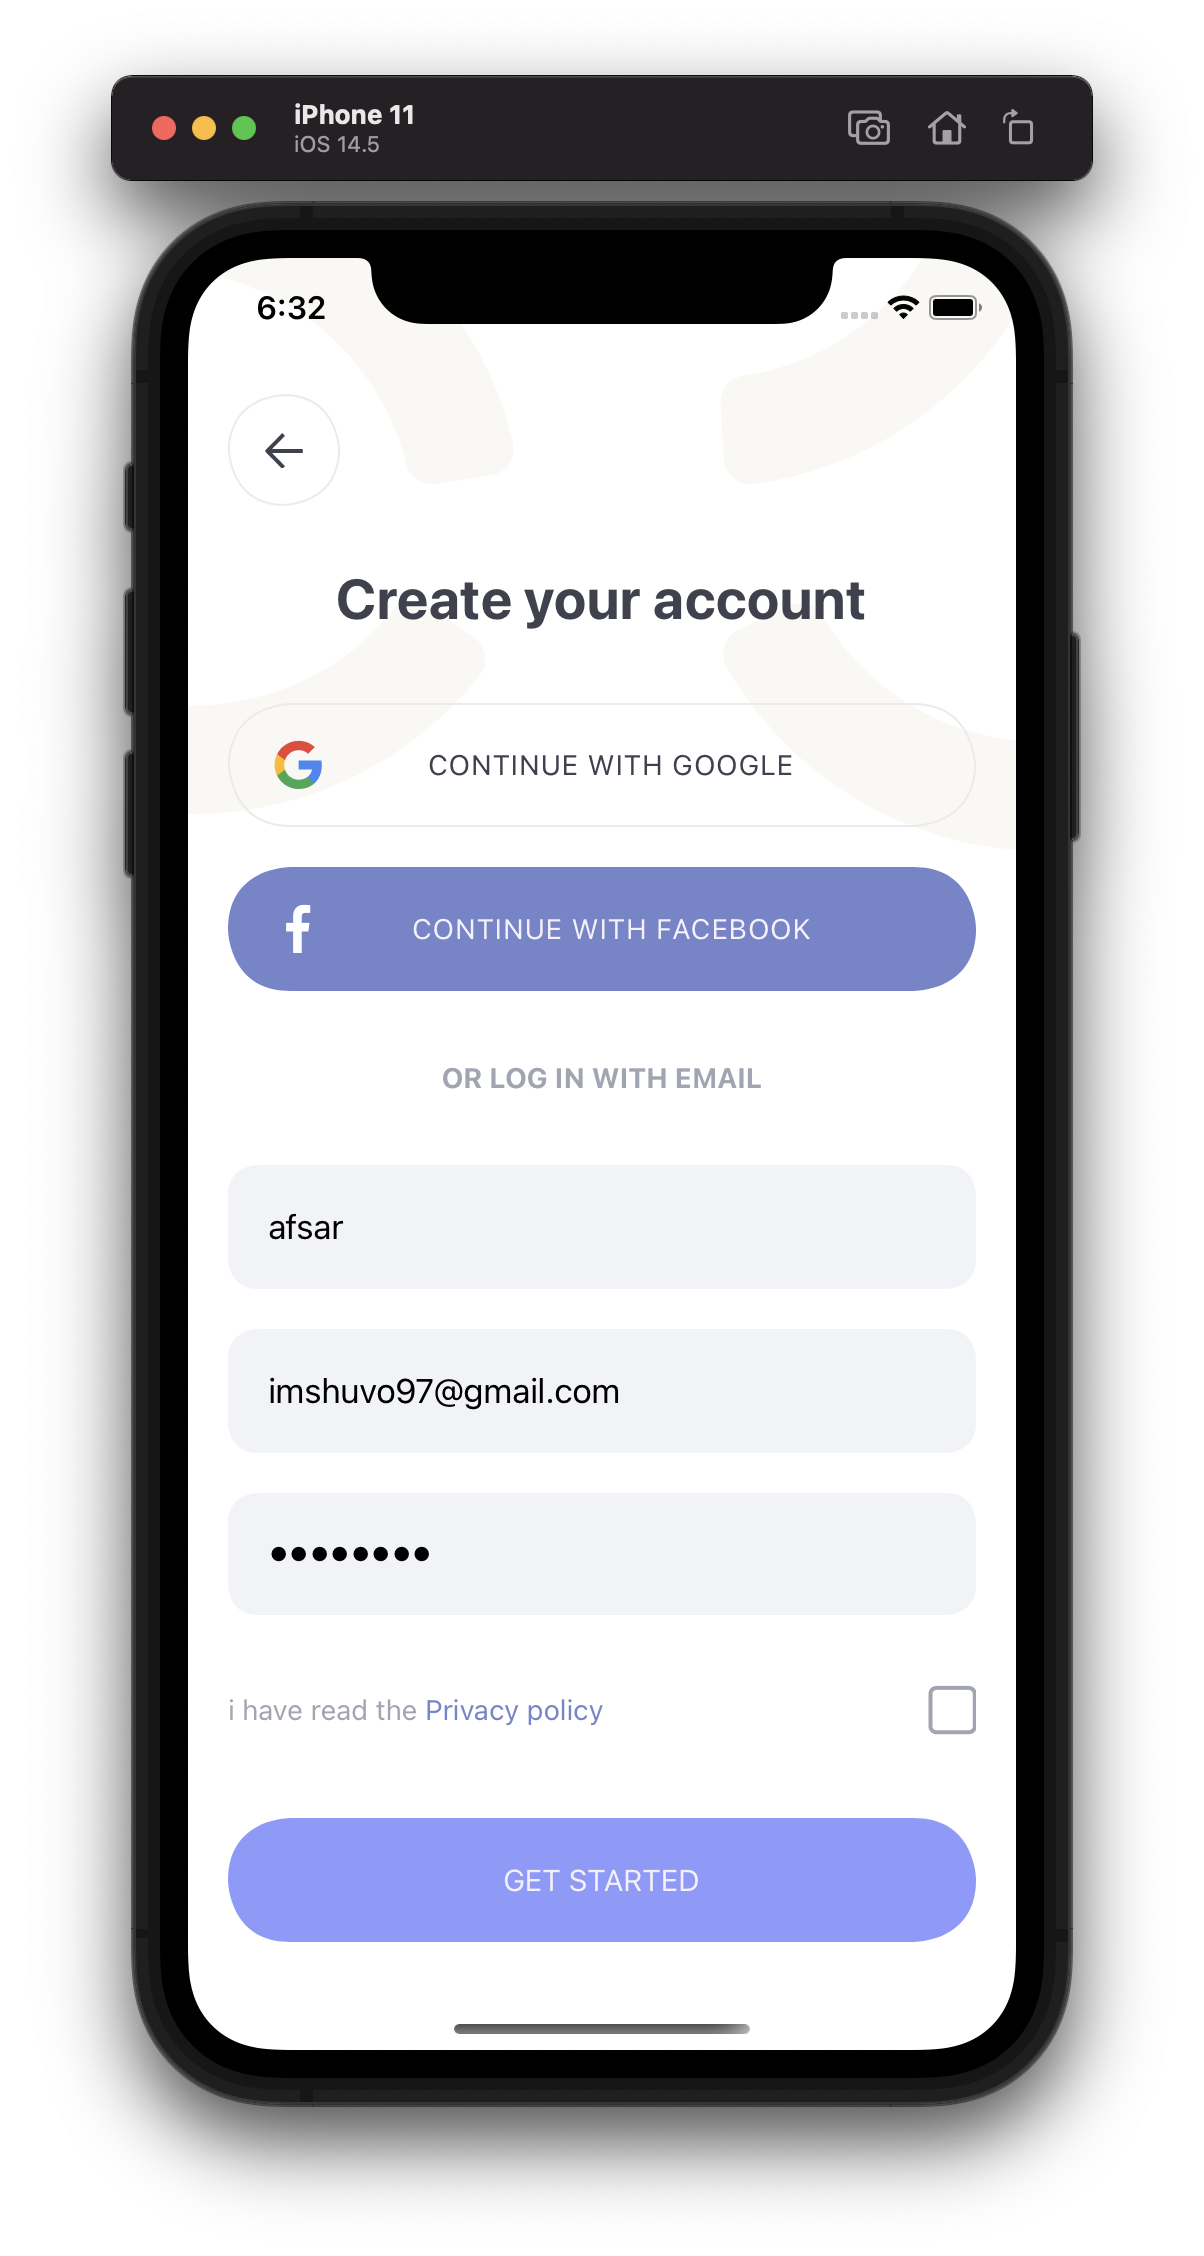 iPhone 11
iOS 14.5
6:32
Create your account
CONTINUE WITH GOOGLE
CONTINUE WITH FACEBOOK
OR LOG IN WITH EMAIL
afsar
imshuvo97@gmail.com
••••••••
i have read the Privacy policy
GET STARTED